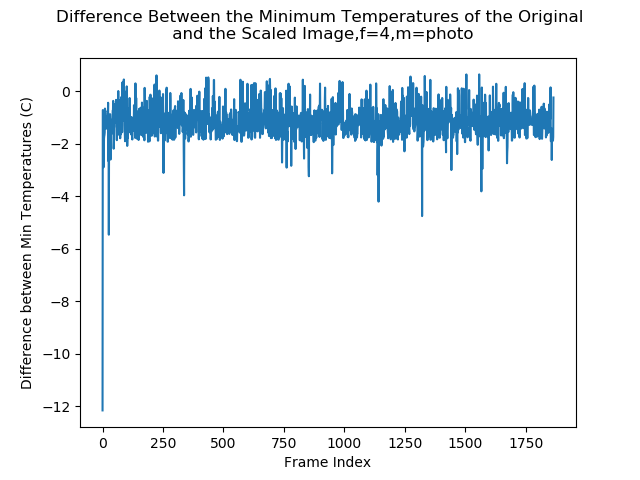 Difference Between the Minimum Temperatures of the Original
and the Scaled Image,f=4,m=photo
Difference between Min Temperatures (C)
0
−2
−4
−6
−8
−10
−12
0 250 500 750 1000 1250 1500 1750
Frame Index